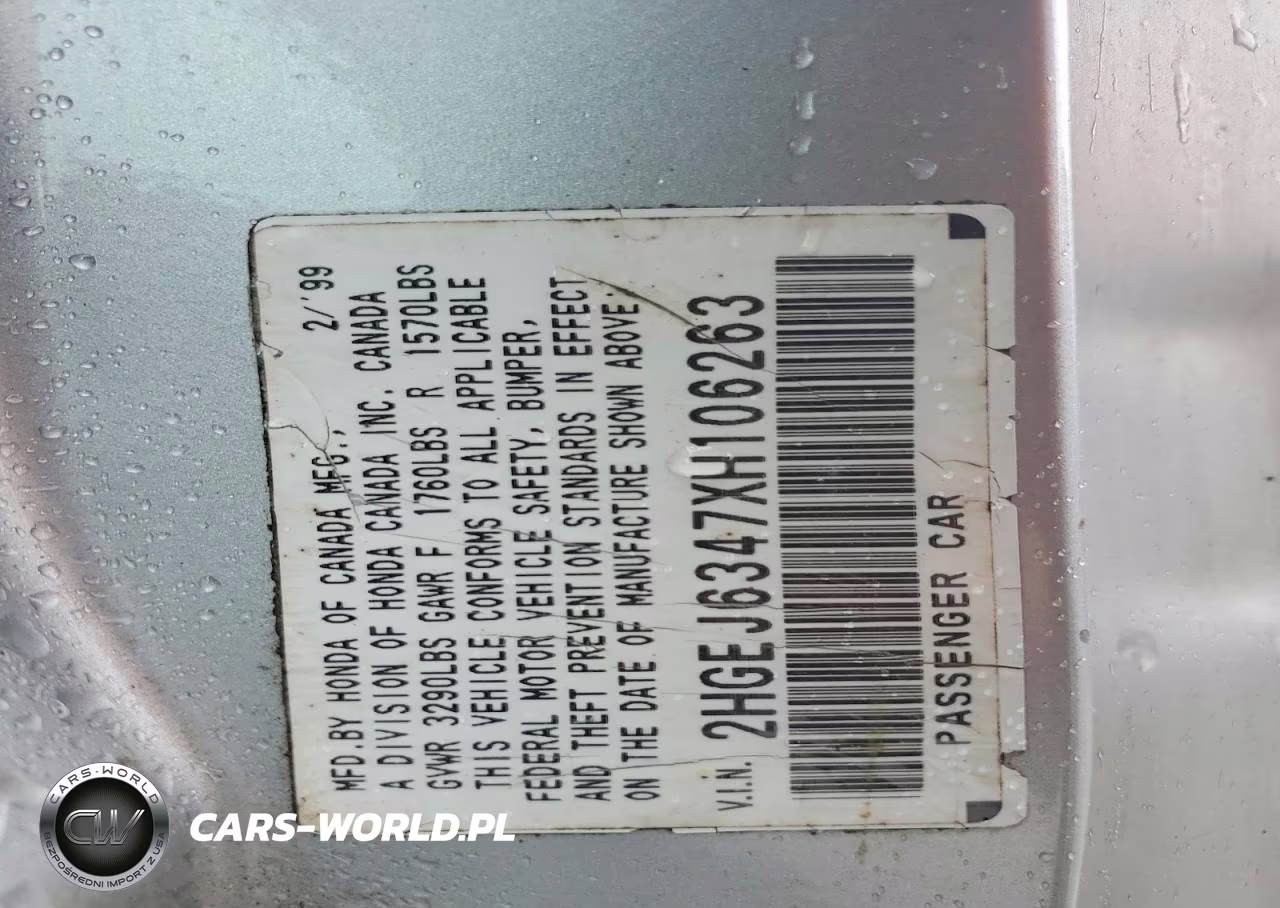 MFD.BY HONDA OF CANADA MFG., 2/'99
A DIVISION OF HONDA CANADA INC. CANADA
GVWR 3290LBS GAWR F 1760LBS R 1570LBS
THIS VEHICLE CONFORMS TO ALL APPLICABLE
FEDERAL MOTOR VEHICLE SAFETY, BUMPER,
AND THEFT PREVENTION STANDARDS IN EFFECT
ON THE DATE OF MANUFACTURE SHOWN ABOVE.
V.I.N. 2HGEJ6347XH106263
PASSENGER CAR
CARS-WORLD
CW
BEZPOŚREDNI IMPORT Z USA
CARS-WORLD.PL